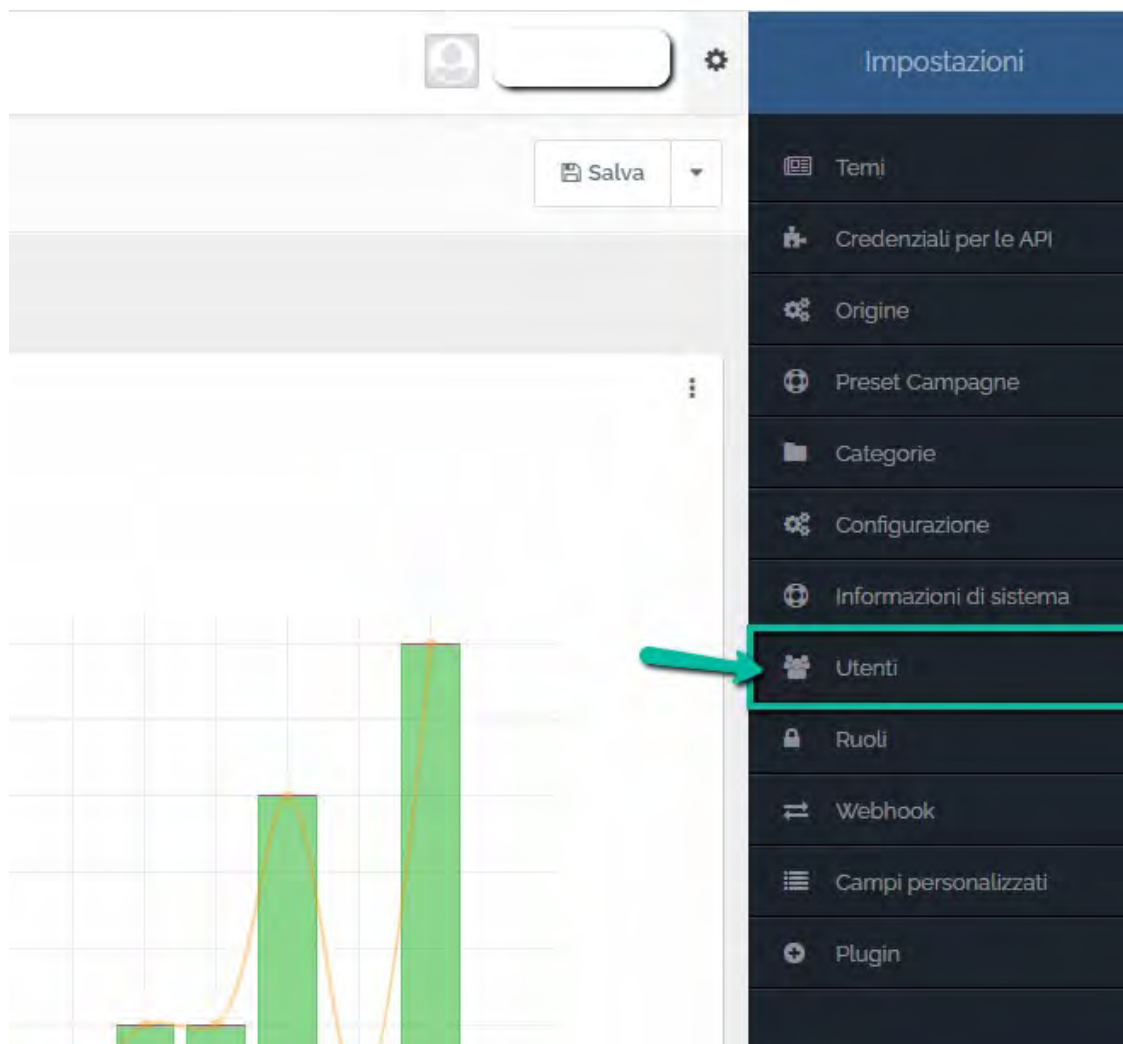 Impostazioni
Salva
Temi
Credenziali per le API
Origine
Preset Campagne
Categorie
Configurazione
Informazioni di sistema
Utenti
Ruoli
Webhook
Campi personalizzati
Plugin